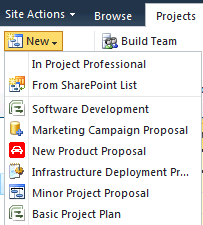 Site Actions Browse Projects
New Build Team
In Project Professional
From SharePoint List
Software Development
Marketing Campaign Proposal
New Product Proposal
Infrastructure Deployment Pr...
Minor Project Proposal
Basic Project Plan